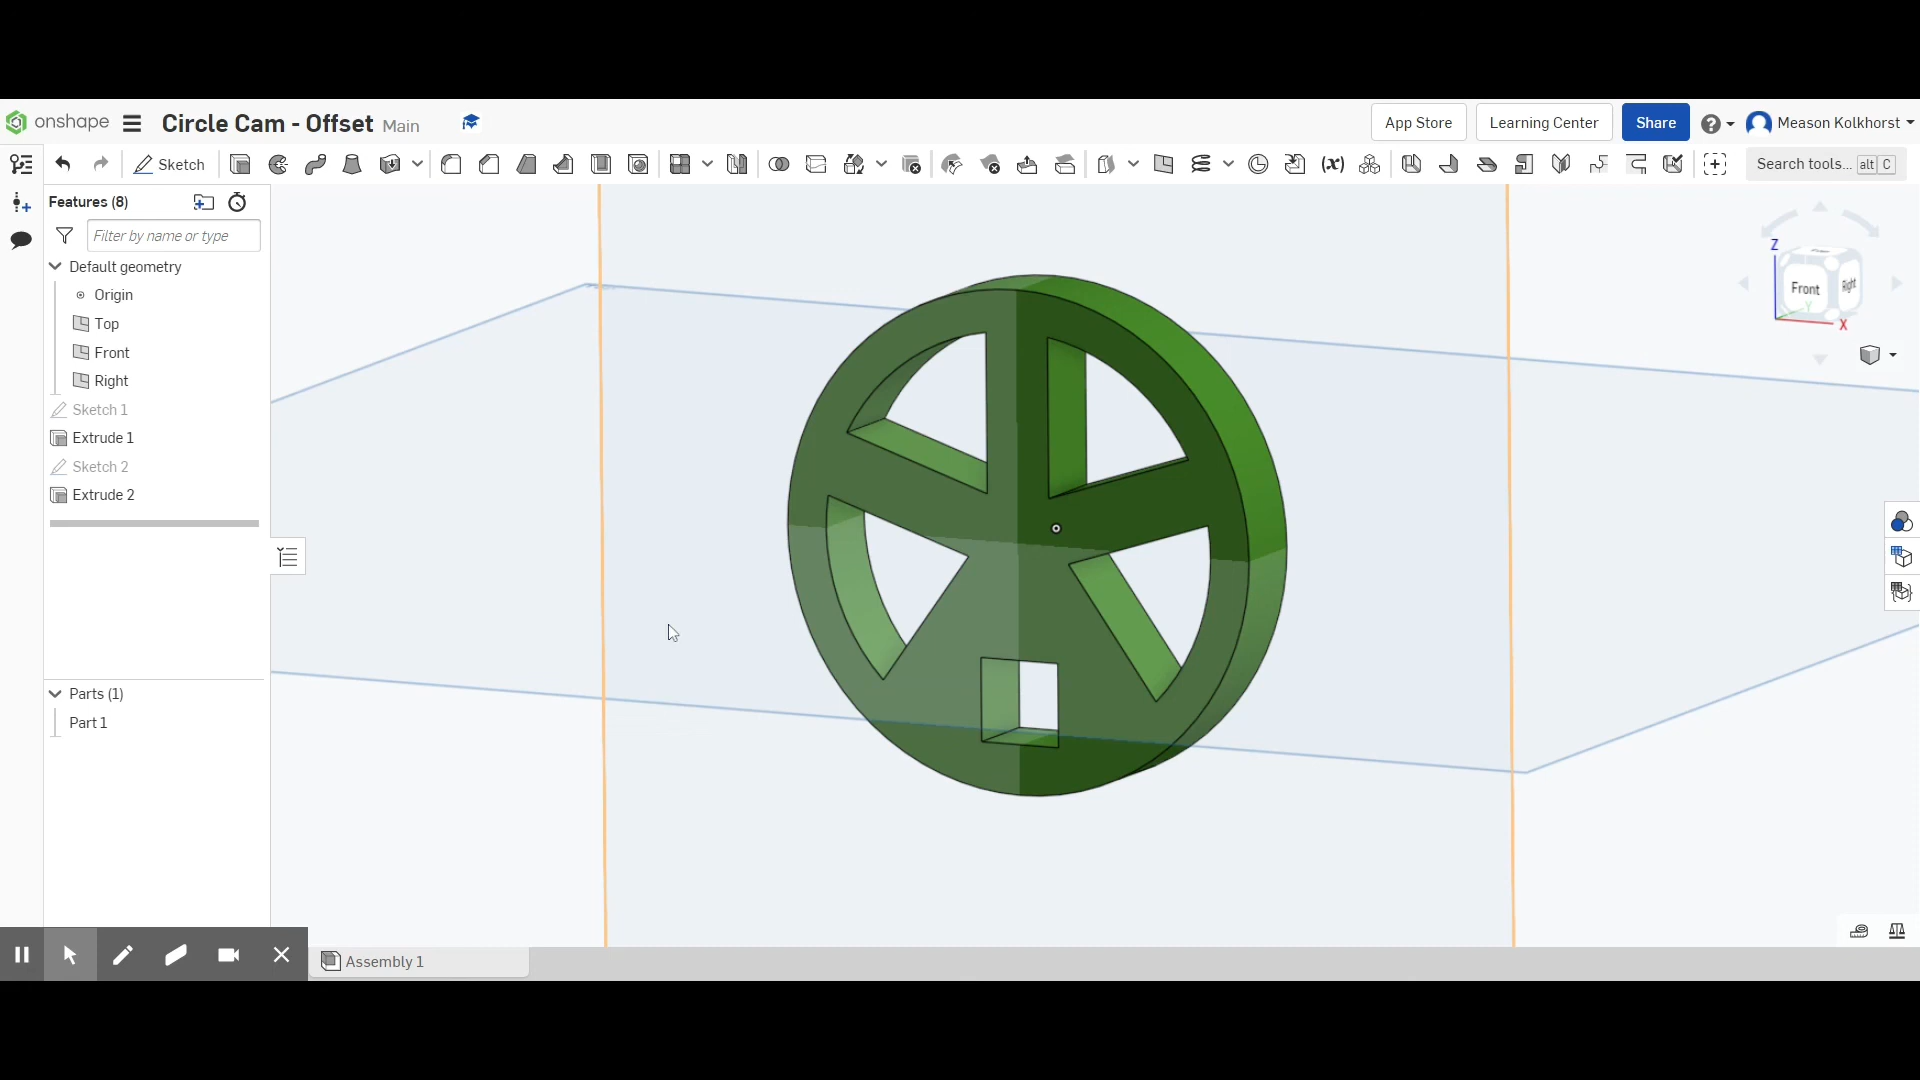 onshape
Circle Cam - Offset Main
App Store
Learning Center
Share
Meason Kolkhorst
Sketch
(x)
Search tools... alt C
Features (8)
Filter by name or type
Default geometry
Origin
Top
Front
Right
Sketch 1
Extrude 1
Sketch 2
Extrude 2
Parts (1)
Part 1
Z
Front
Right
Y
X
Assembly 1